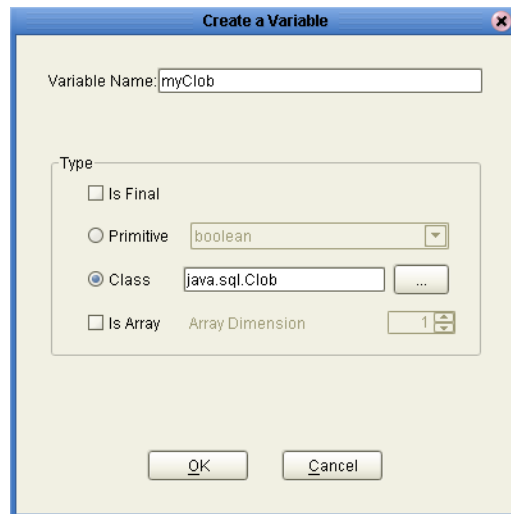 Create a Variable
Variable Name: myClob
Type
Is Final
Primitive boolean
Class java.sql.Clob ...
Is Array Array Dimension 1
OK Cancel